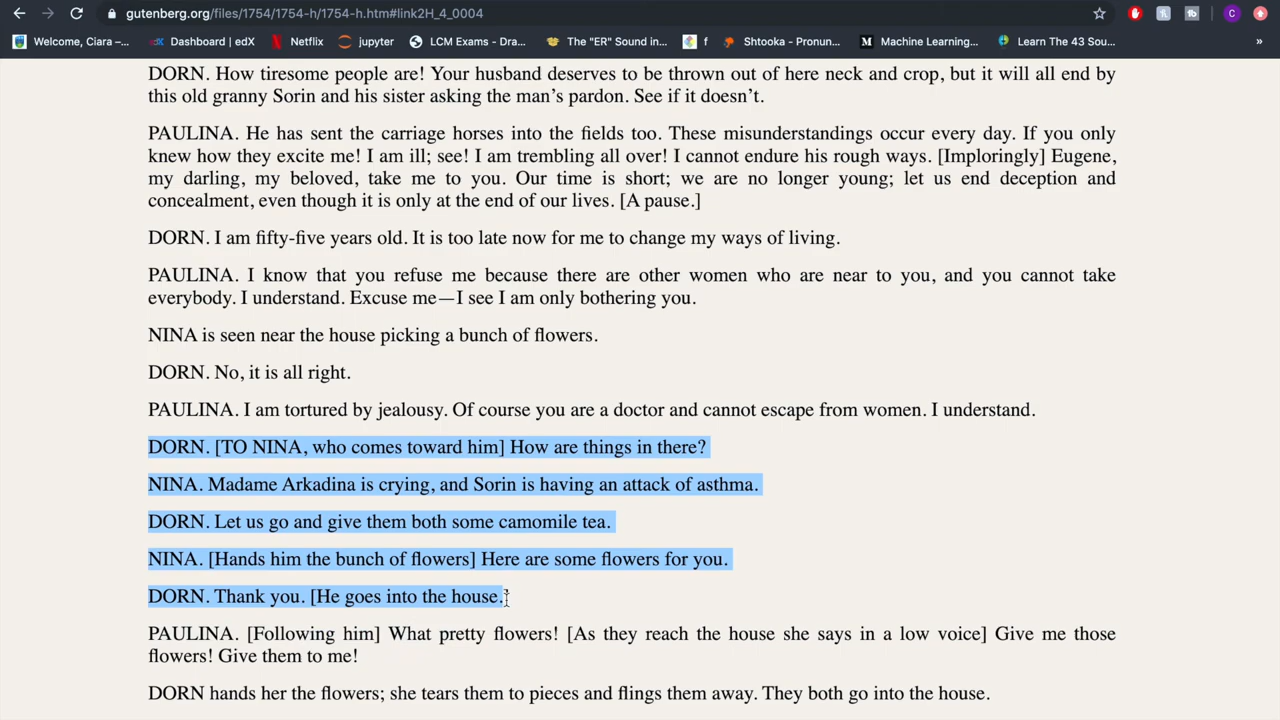 gutenberg.org/files/1754/1754-h/1754-h.htm#link2H_4_0004
C
Welcome, Ciara –...
Dashboard | edX
Netflix
jupyter
LCM Exams - Dra...
The "ER" Sound in...
f
Shtooka - Pronun...
Machine Learning...
Learn The 43 Sou...
»
DORN. How tiresome people are! Your husband deserves to be thrown out of here neck and crop, but it will all end by
this old granny Sorin and his sister asking the man’s pardon. See if it doesn’t.
PAULINA. He has sent the carriage horses into the fields too. These misunderstandings occur every day. If you only
knew how they excite me! I am ill; see! I am trembling all over! I cannot endure his rough ways. [Imploringly] Eugene,
my darling, my beloved, take me to you. Our time is short; we are no longer young; let us end deception and
concealment, even though it is only at the end of our lives. [A pause.]
DORN. I am fifty-five years old. It is too late now for me to change my ways of living.
PAULINA. I know that you refuse me because there are other women who are near to you, and you cannot take
everybody. I understand. Excuse me—I see I am only bothering you.
NINA is seen near the house picking a bunch of flowers.
DORN. No, it is all right.
PAULINA. I am tortured by jealousy. Of course you are a doctor and cannot escape from women. I understand.
DORN. [TO NINA, who comes toward him] How are things in there?
NINA. Madame Arkadina is crying, and Sorin is having an attack of asthma.
DORN. Let us go and give them both some camomile tea.
NINA. [Hands him the bunch of flowers] Here are some flowers for you.
DORN. Thank you. [He goes into the house.]
PAULINA. [Following him] What pretty flowers! [As they reach the house she says in a low voice] Give me those
flowers! Give them to me!
DORN hands her the flowers; she tears them to pieces and flings them away. They both go into the house.